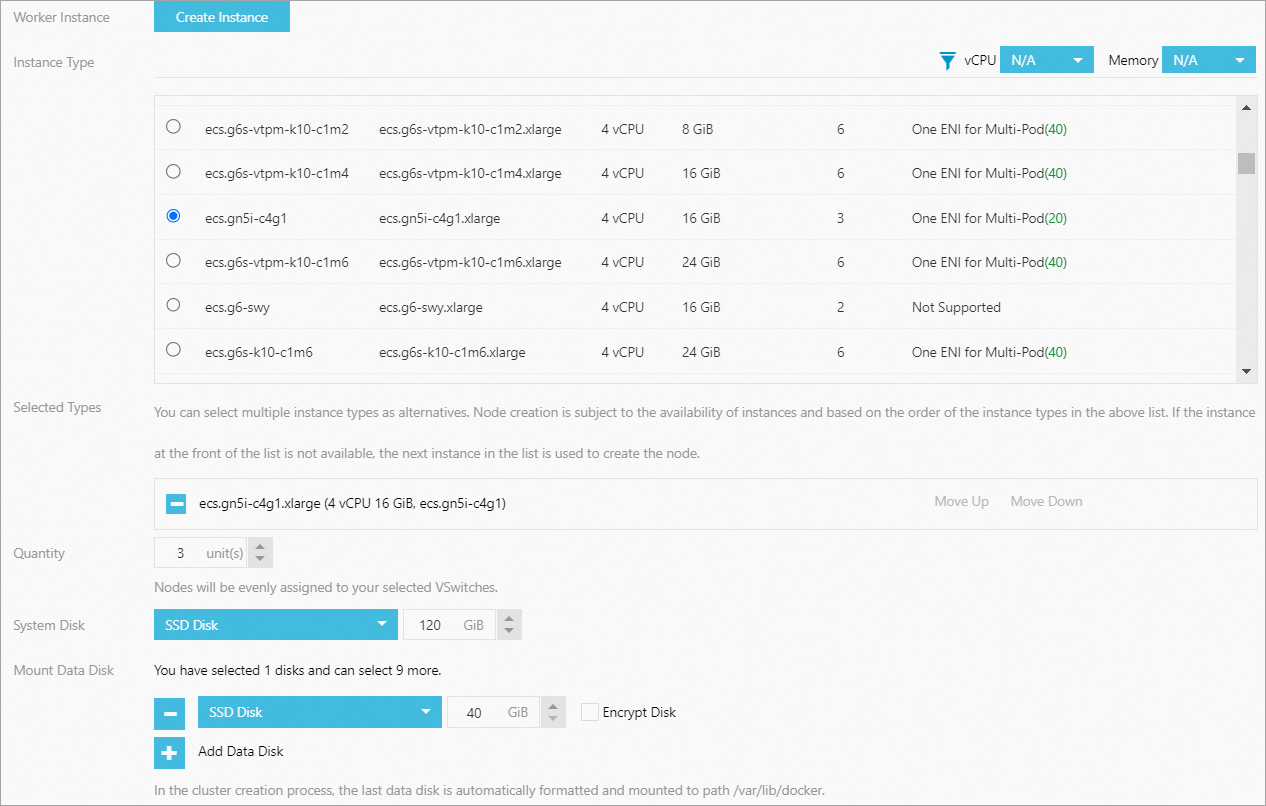 Worker Instance Create Instance
Instance Type vCPU N/A Memory N/A
ecs.g6s-vtpm-k10-c1m2 ecs.g6s-vtpm-k10-c1m2.xlarge 4 vCPU 8 GiB 6 One ENI for Multi-Pod(40)
ecs.g6s-vtpm-k10-c1m4 ecs.g6s-vtpm-k10-c1m4.xlarge 4 vCPU 16 GiB 6 One ENI for Multi-Pod(40)
ecs.gn5i-c4g1 ecs.gn5i-c4g1.xlarge 4 vCPU 16 GiB 3 One ENI for Multi-Pod(20)
ecs.g6s-vtpm-k10-c1m6 ecs.g6s-vtpm-k10-c1m6.xlarge 4 vCPU 24 GiB 6 One ENI for Multi-Pod(40)
ecs.g6-swy ecs.g6-swy.xlarge 4 vCPU 16 GiB 2 Not Supported
ecs.g6s-k10-c1m6 ecs.g6s-k10-c1m6.xlarge 4 vCPU 24 GiB 6 One ENI for Multi-Pod(40)
Selected Types You can select multiple instance types as alternatives. Node creation is subject to the availability of instances and based on the order of the instance types in the above list. If the instance
at the front of the list is not available, the next instance in the list is used to create the node.
ecs.gn5i-c4g1.xlarge (4 vCPU 16 GiB, ecs.gn5i-c4g1) Move Up Move Down
Quantity 3 unit(s)
Nodes will be evenly assigned to your selected VSwitches.
System Disk SSD Disk 120 GiB
Mount Data Disk You have selected 1 disks and can select 9 more.
SSD Disk 40 GiB Encrypt Disk
Add Data Disk
In the cluster creation process, the last data disk is automatically formatted and mounted to path /var/lib/docker.